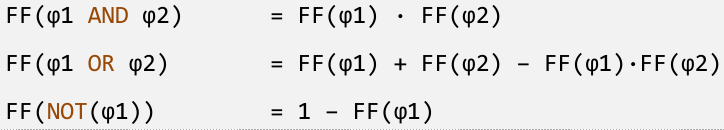 FF(φ1 AND φ2) = FF(φ1) · FF(φ2)
FF(φ1 OR φ2) = FF(φ1) + FF(φ2) – FF(φ1)·FF(φ2)
FF(NOT(φ1)) = 1 – FF(φ1)